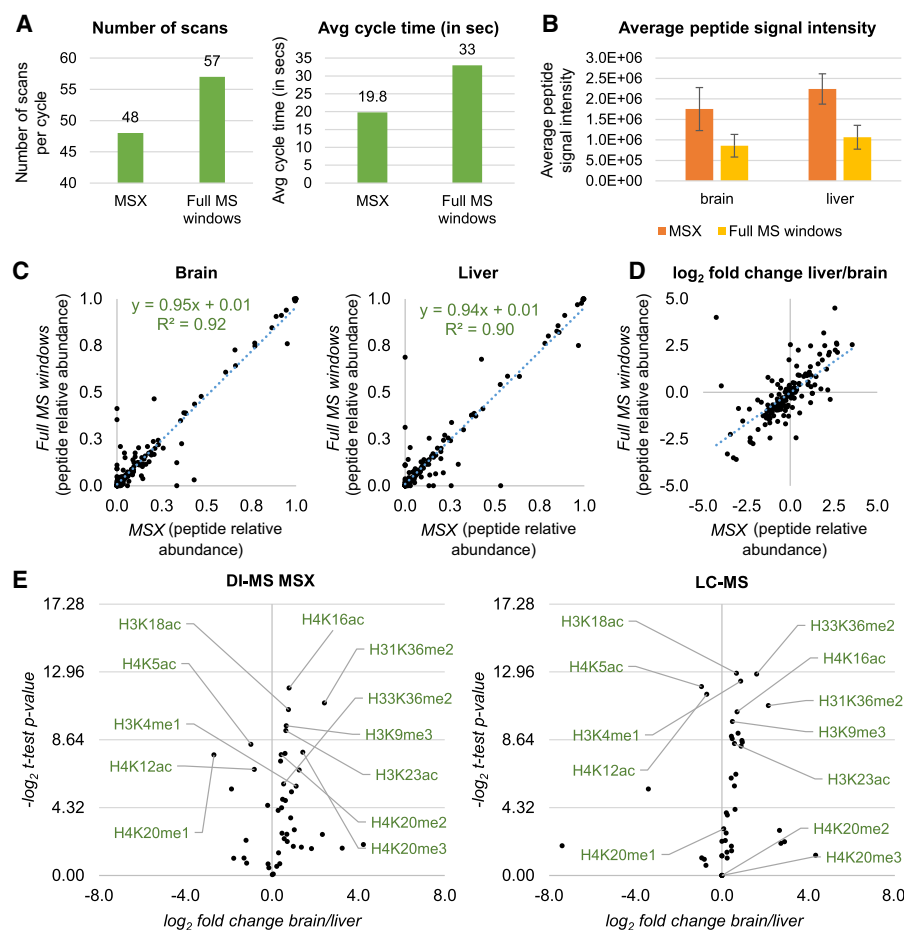 A
Number of scans
Number of scans per cycle
60
55
50
45
40
48
57
MSX
Full MS windows
Avg cycle time (in sec)
Avg cycle time (in secs)
35
30
25
20
15
10
5
0
19.8
33
MSX
Full MS windows
B
Average peptide signal intensity
Average peptide signal intensity
3.0E+06
2.5E+06
2.0E+06
1.5E+06
1.0E+06
5.0E+05
0.0E+00
brain
liver
MSX
Full MS windows
C
Brain
y = 0.95x + 0.01
R² = 0.92
Full MS windows
(peptide relative abundance)
1.0
0.8
0.5
0.3
0.0
0.0 0.3 0.5 0.8 1.0
MSX (peptide relative
abundance)
Liver
y = 0.94x + 0.01
R² = 0.90
Full MS windows
(peptide relative abundance)
1.0
0.8
0.5
0.3
0.0
0.0 0.3 0.5 0.8 1.0
MSX (peptide relative
abundance)
D
log₂ fold change liver/brain
Full MS windows
(peptide relative abundance)
5.0
2.5
0.0
-2.5
-5.0
-5.0 -2.5 0.0 2.5 5.0
MSX (peptide relative
abundance)
E
DI-MS MSX
-log₂ t-test p-value
17.28
12.96
8.64
4.32
0.00
H3K18ac
H4K16ac
H4K5ac
H31K36me2
H33K36me2
H3K4me1
H3K9me3
H4K12ac
H3K23ac
H4K20me1
H4K20me2
H4K20me3
-8.0 -4.0 0.0 4.0 8.0
log₂ fold change brain/liver
LC-MS
-log₂ t-test p-value
17.28
12.96
8.64
4.32
0.00
H3K18ac
H33K36me2
H4K5ac
H4K16ac
H31K36me2
H3K4me1
H3K9me3
H4K12ac
H3K23ac
H4K20me2
H4K20me1
H4K20me3
-8.0 -4.0 0.0 4.0 8.0
log₂ fold change brain/liver